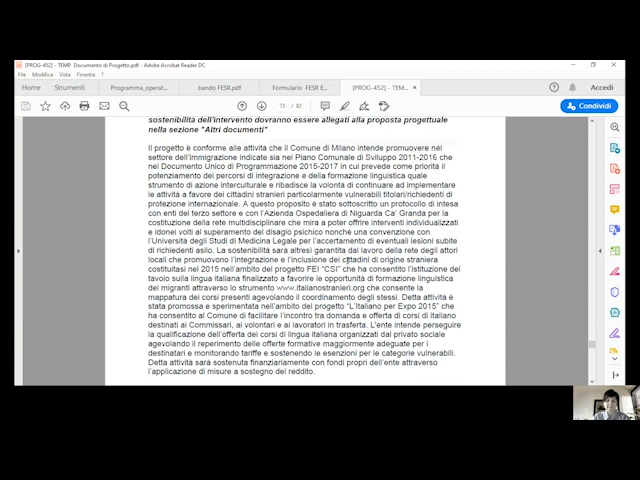 [PROG-452] - TEMP Documento di Progetto.pdf - Adobe Acrobat Reader DC
File Modifica Vista Finestra ?
Home Strumenti Programma_operat... bando FESR.pdf Formulario FESR E... [PROG-452] - TEMP... × Accedi
73 / 82 Condividi
sostenibilità dell'intervento dovranno essere allegati alla proposta progettuale
nella sezione "Altri documenti"
Il progetto è conforme alle attività che il Comune di Milano intende promuovere nel
settore dell'immigrazione indicate sia nel Piano Comunale di Sviluppo 2011-2016 che
nel Documento Unico di Programmazione 2015-2017 in cui prevede come priorità il
potenziamento dei percorsi di integrazione e della formazione linguistica quale
strumento di azione interculturale e ribadisce la volontà di continuare ad implementare
le attività a favore dei cittadini stranieri particolarmente vulnerabili titolari/richiedenti di
protezione internazionale. A questo proposito è stato sottoscritto un protocollo di intesa
con enti del terzo settore e con l'Azienda Ospedaliera di Niguarda Ca' Granda per la
costituzione della rete multidisciplinare che mira a poter offrire interventi individualizzati
e idonei volti al superamento del disagio psichico nonché una convenzione con
l'Università degli Studi di Medicina Legale per l'accertamento di eventuali lesioni subite
di richiedenti asilo. La sostenibilità sarà altresì garantita dal lavoro della rete degli attori
locali che promuovono l'integrazione e l'inclusione dei cittadini di origine straniera
costituitasi nel 2015 nell'ambito del progetto FEI "CSI" che ha consentito l'istituzione del
tavolo sulla lingua italiana finalizzato a favorire le opportunità di formazione linguistica
dei migranti attraverso lo strumento www.italianostranieri.org che consente la
mappatura dei corsi presenti agevolando il coordinamento degli stessi. Detta attività è
stata promossa e sperimentata nell'ambito del progetto "L'Italiano per Expo 2015" che
ha consentito al Comune di facilitare l'incontro tra domanda e offerta di corsi di italiano
destinati ai Commissari, ai volontari e ai lavoratori in trasferta. L'ente intende perseguire
la qualificazione dell'offerta dei corsi di lingua italiana organizzati dal privato sociale
agevolando il reperimento delle offerte formative maggiormente adeguate per i
destinatari e monitorando tariffe e sostenendo le esenzioni per le categorie vulnerabili.
Detta attività sarà sostenuta finanziariamente con fondi propri dell'ente attraverso
l'applicazione di misure a sostegno del reddito.